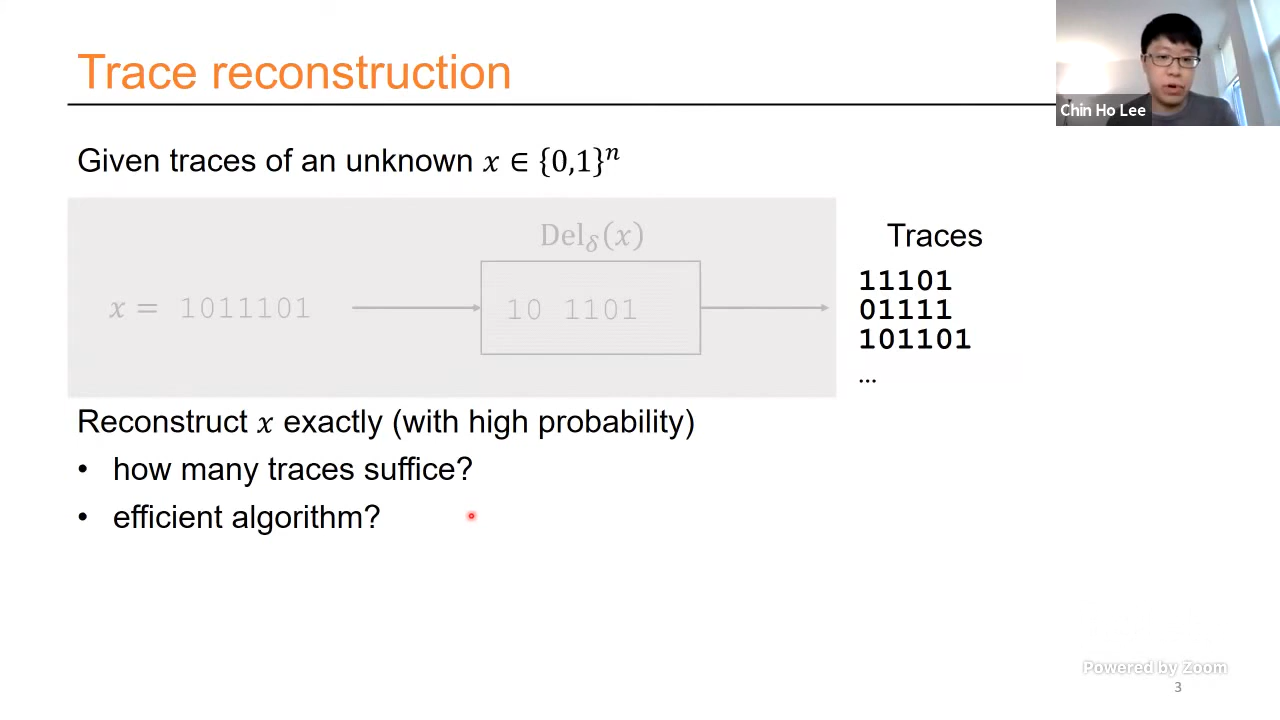 Trace reconstruction
Chin Ho Lee
Given traces of an unknown 𝑥 ∈ {0,1}ⁿ
Del_δ(𝑥)
Traces
𝑥 = 1011101
10 1101
11101
01111
101101
...
Reconstruct 𝑥 exactly (with high probability)
• how many traces suffice?
• efficient algorithm?
Powered by Zoom
3